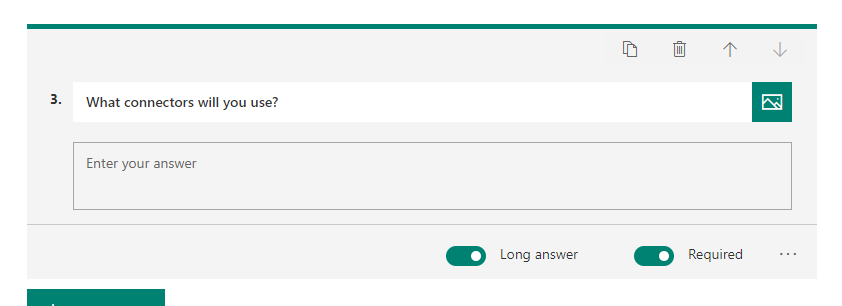 3. What connectors will you use?
Enter your answer
Long answer Required ...